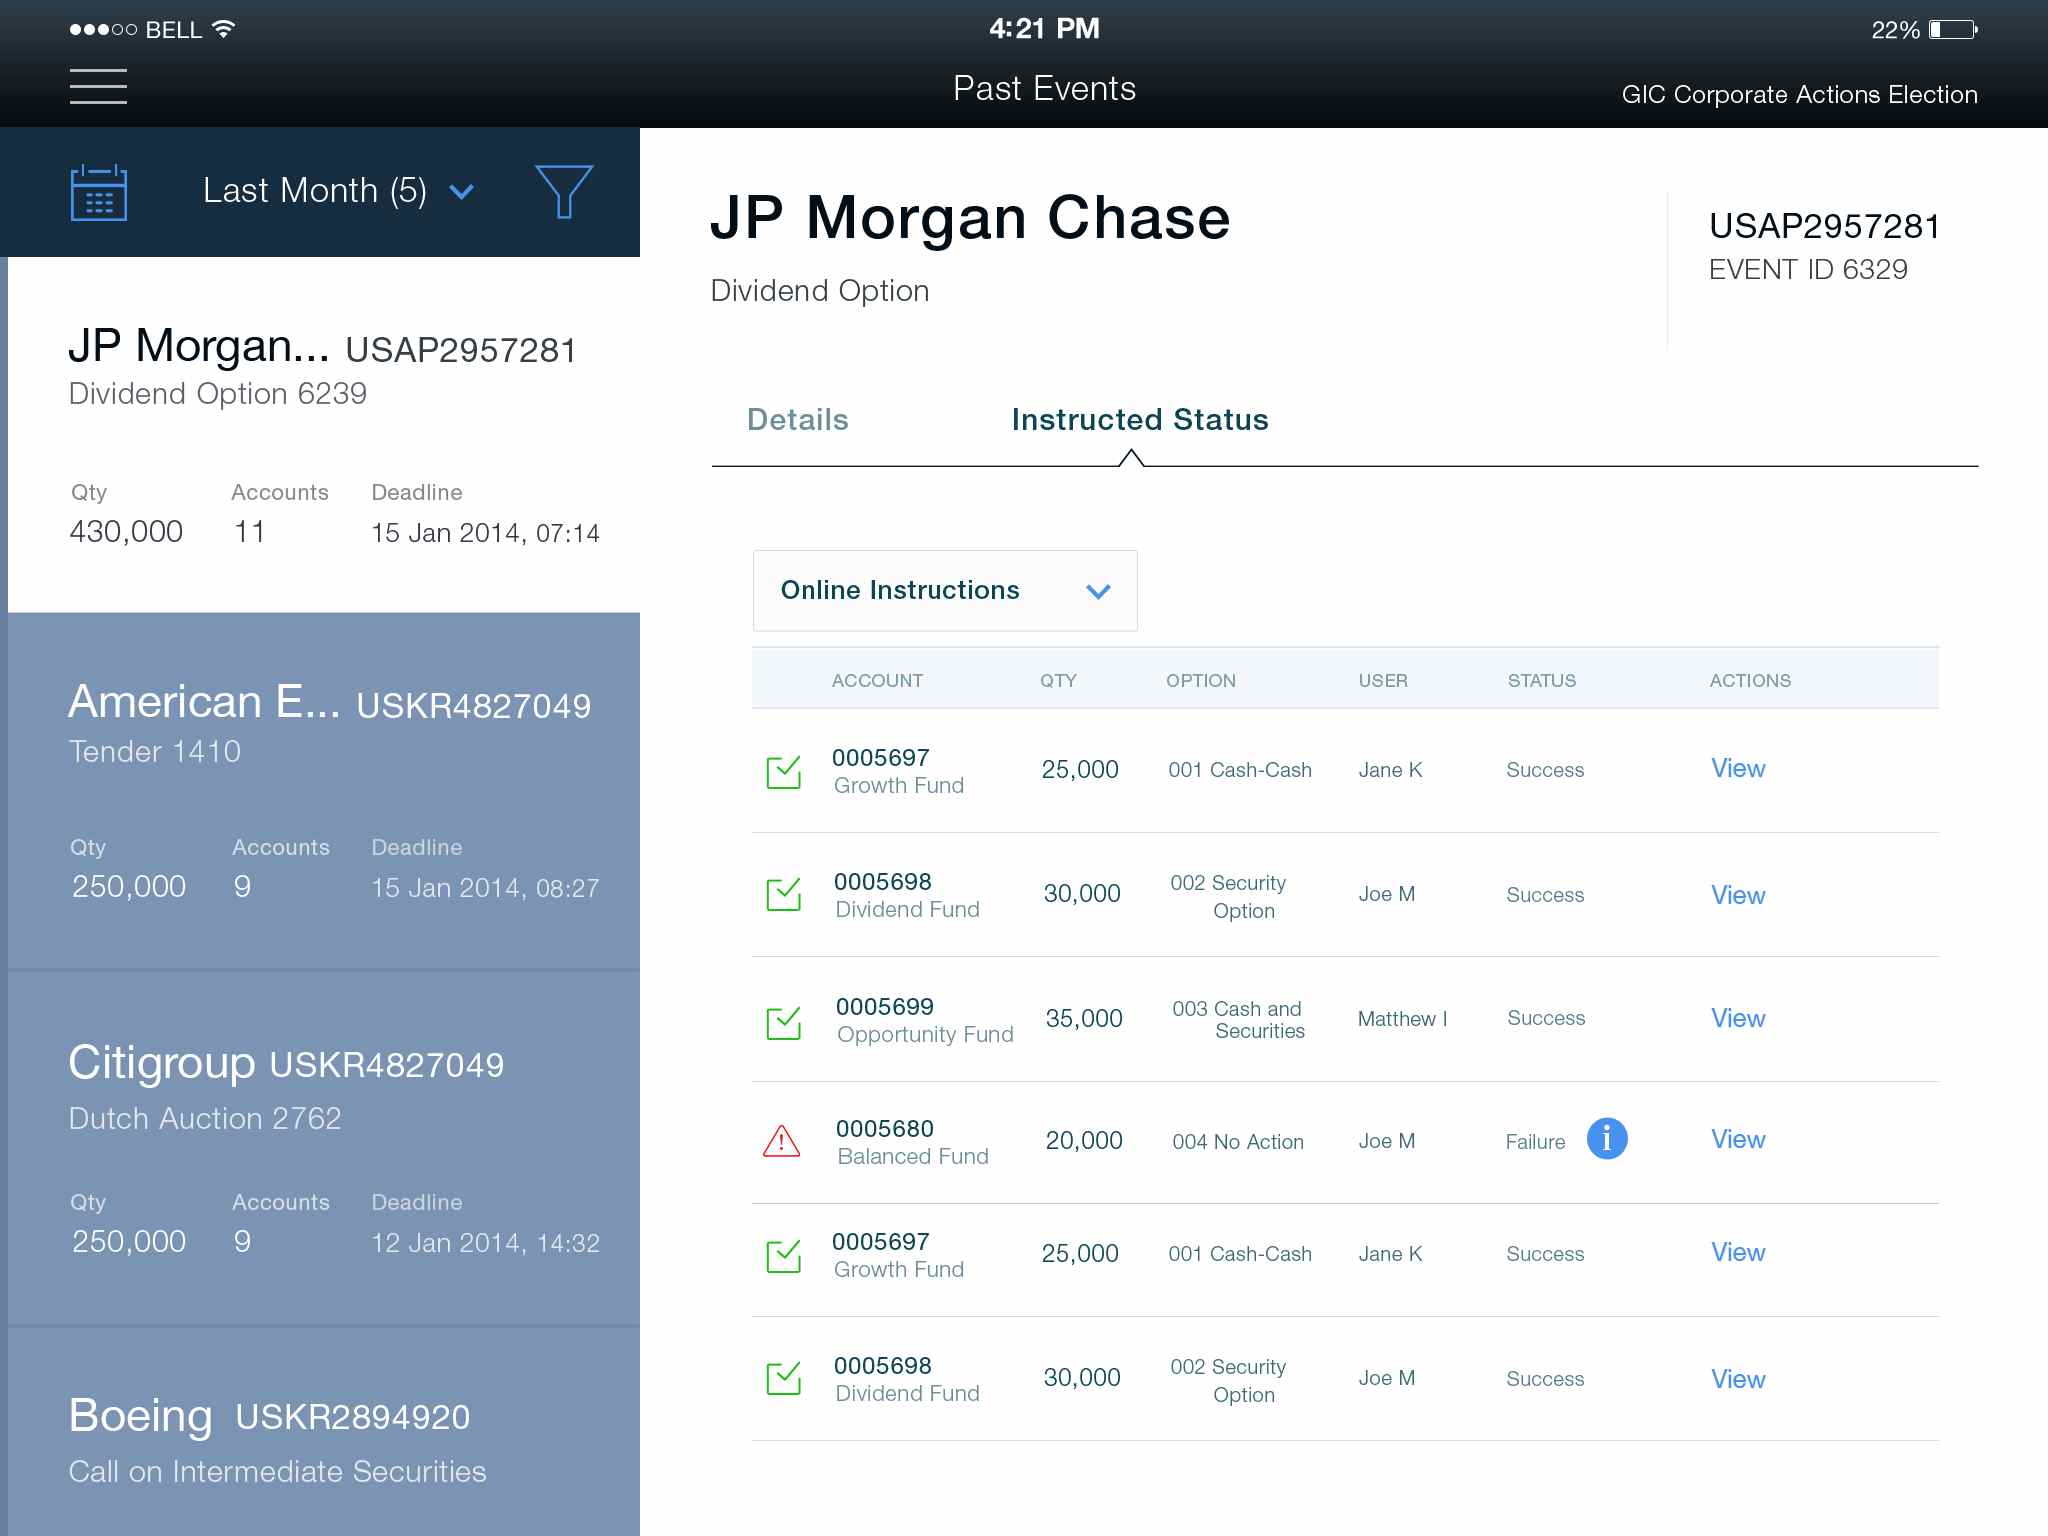 BELL
4:21 PM
22%
Past Events
GIC Corporate Actions Election
Last Month (5)
JP Morgan... USAP2957281
Dividend Option 6239
Qty Accounts Deadline
430,000 11 15 Jan 2014, 07:14
American E... USKR4827049
Tender 1410
Qty Accounts Deadline
250,000 9 15 Jan 2014, 08:27
Citigroup USKR4827049
Dutch Auction 2762
Qty Accounts Deadline
250,000 9 12 Jan 2014, 14:32
Boeing USKR2894920
Call on Intermediate Securities
JP Morgan Chase
Dividend Option
USAP2957281
EVENT ID 6329
Details Instructed Status
Online Instructions
ACCOUNT QTY OPTION USER STATUS ACTIONS
0005697
Growth Fund
25,000 001 Cash-Cash Jane K Success View
0005698
Dividend Fund
30,000
002 Security
Option
Joe M Success View
0005699
Opportunity Fund
35,000
003 Cash and
Securities
Matthew I Success View
0005680
Balanced Fund
20,000 004 No Action Joe M Failure i View
0005697
Growth Fund
25,000 001 Cash-Cash Jane K Success View
0005698
Dividend Fund
30,000
002 Security
Option
Joe M Success View